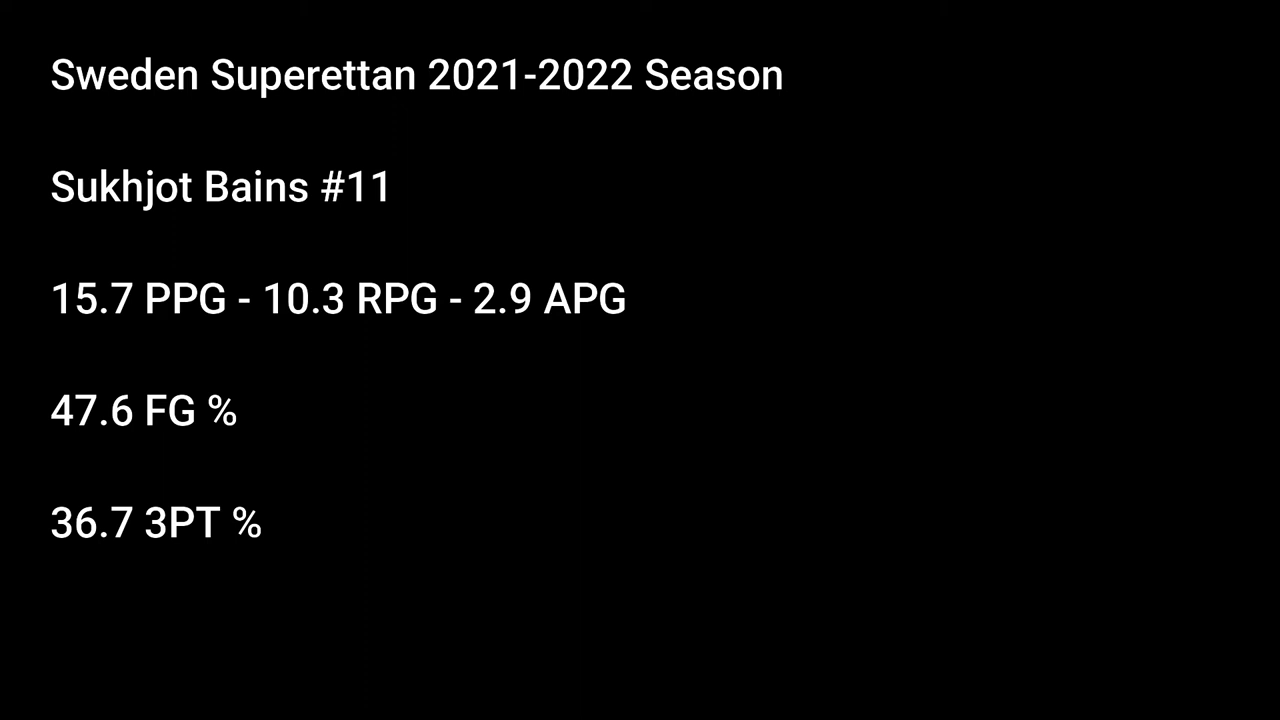 Sweden Superettan 2021-2022 Season
Sukhjot Bains #11
15.7 PPG - 10.3 RPG - 2.9 APG
47.6 FG %
36.7 3PT %